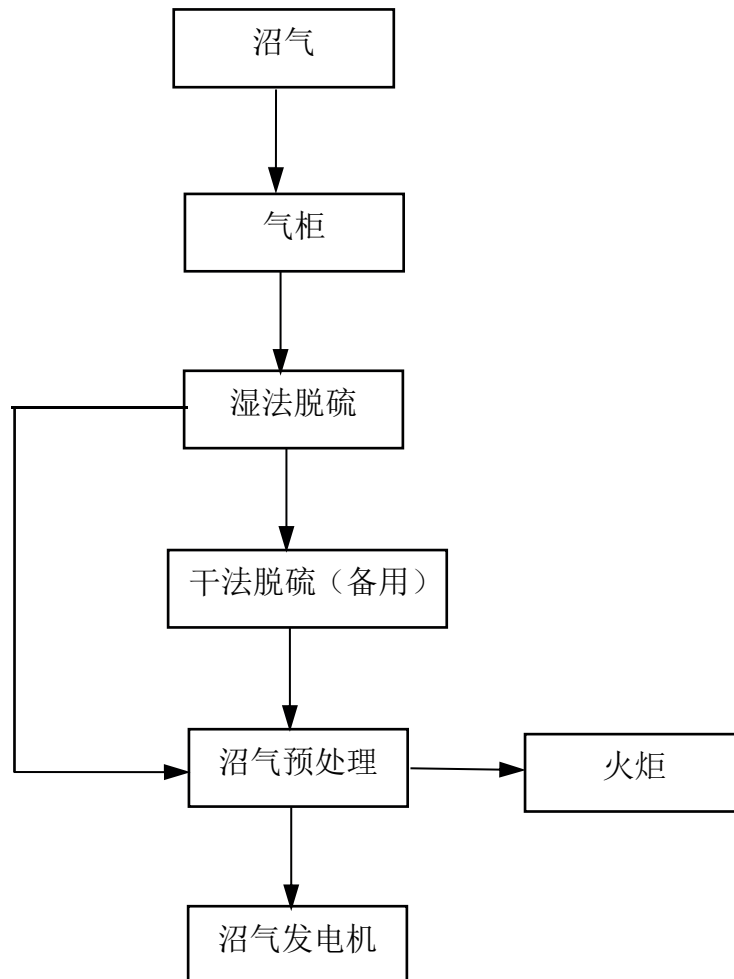 沼气
气柜
湿法脱硫
干法脱硫（备用）
沼气预处理
火炬
沼气发电机